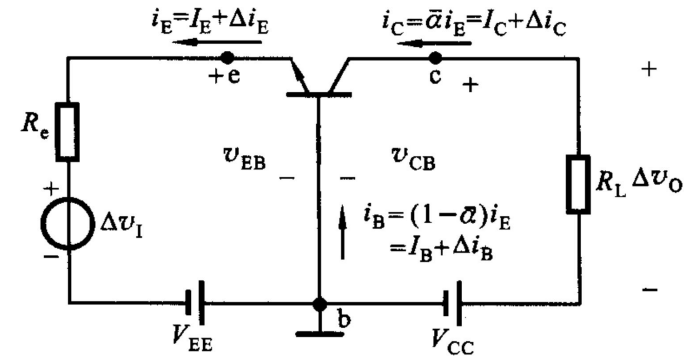 i_E=I_E+Δi_E
i_C=ᾱi_E=I_C+Δi_C
+ e
c
+
+
R_e
v_EB
v_CB
−
−
R_L Δv_O
+
Δv_I
−
i_B=(1−ᾱ)i_E
=I_B+Δi_B
−
b
V_EE
V_CC